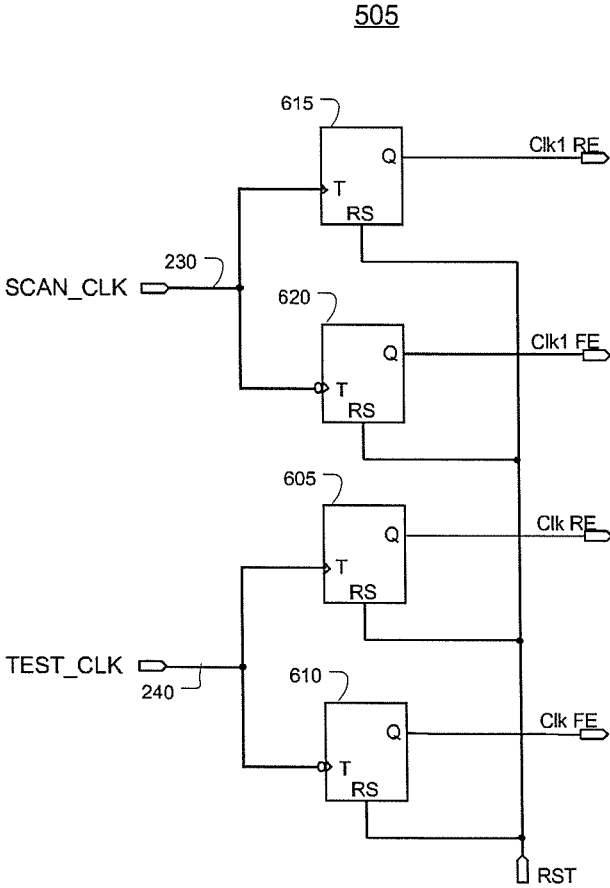 505
615
Q
Clk1 RE
T
RS
230
SCAN_CLK
620
Q
Clk1 FE
T
RS
605
Q
Clk RE
T
RS
TEST_CLK
240
610
Q
Clk FE
T
RS
RST